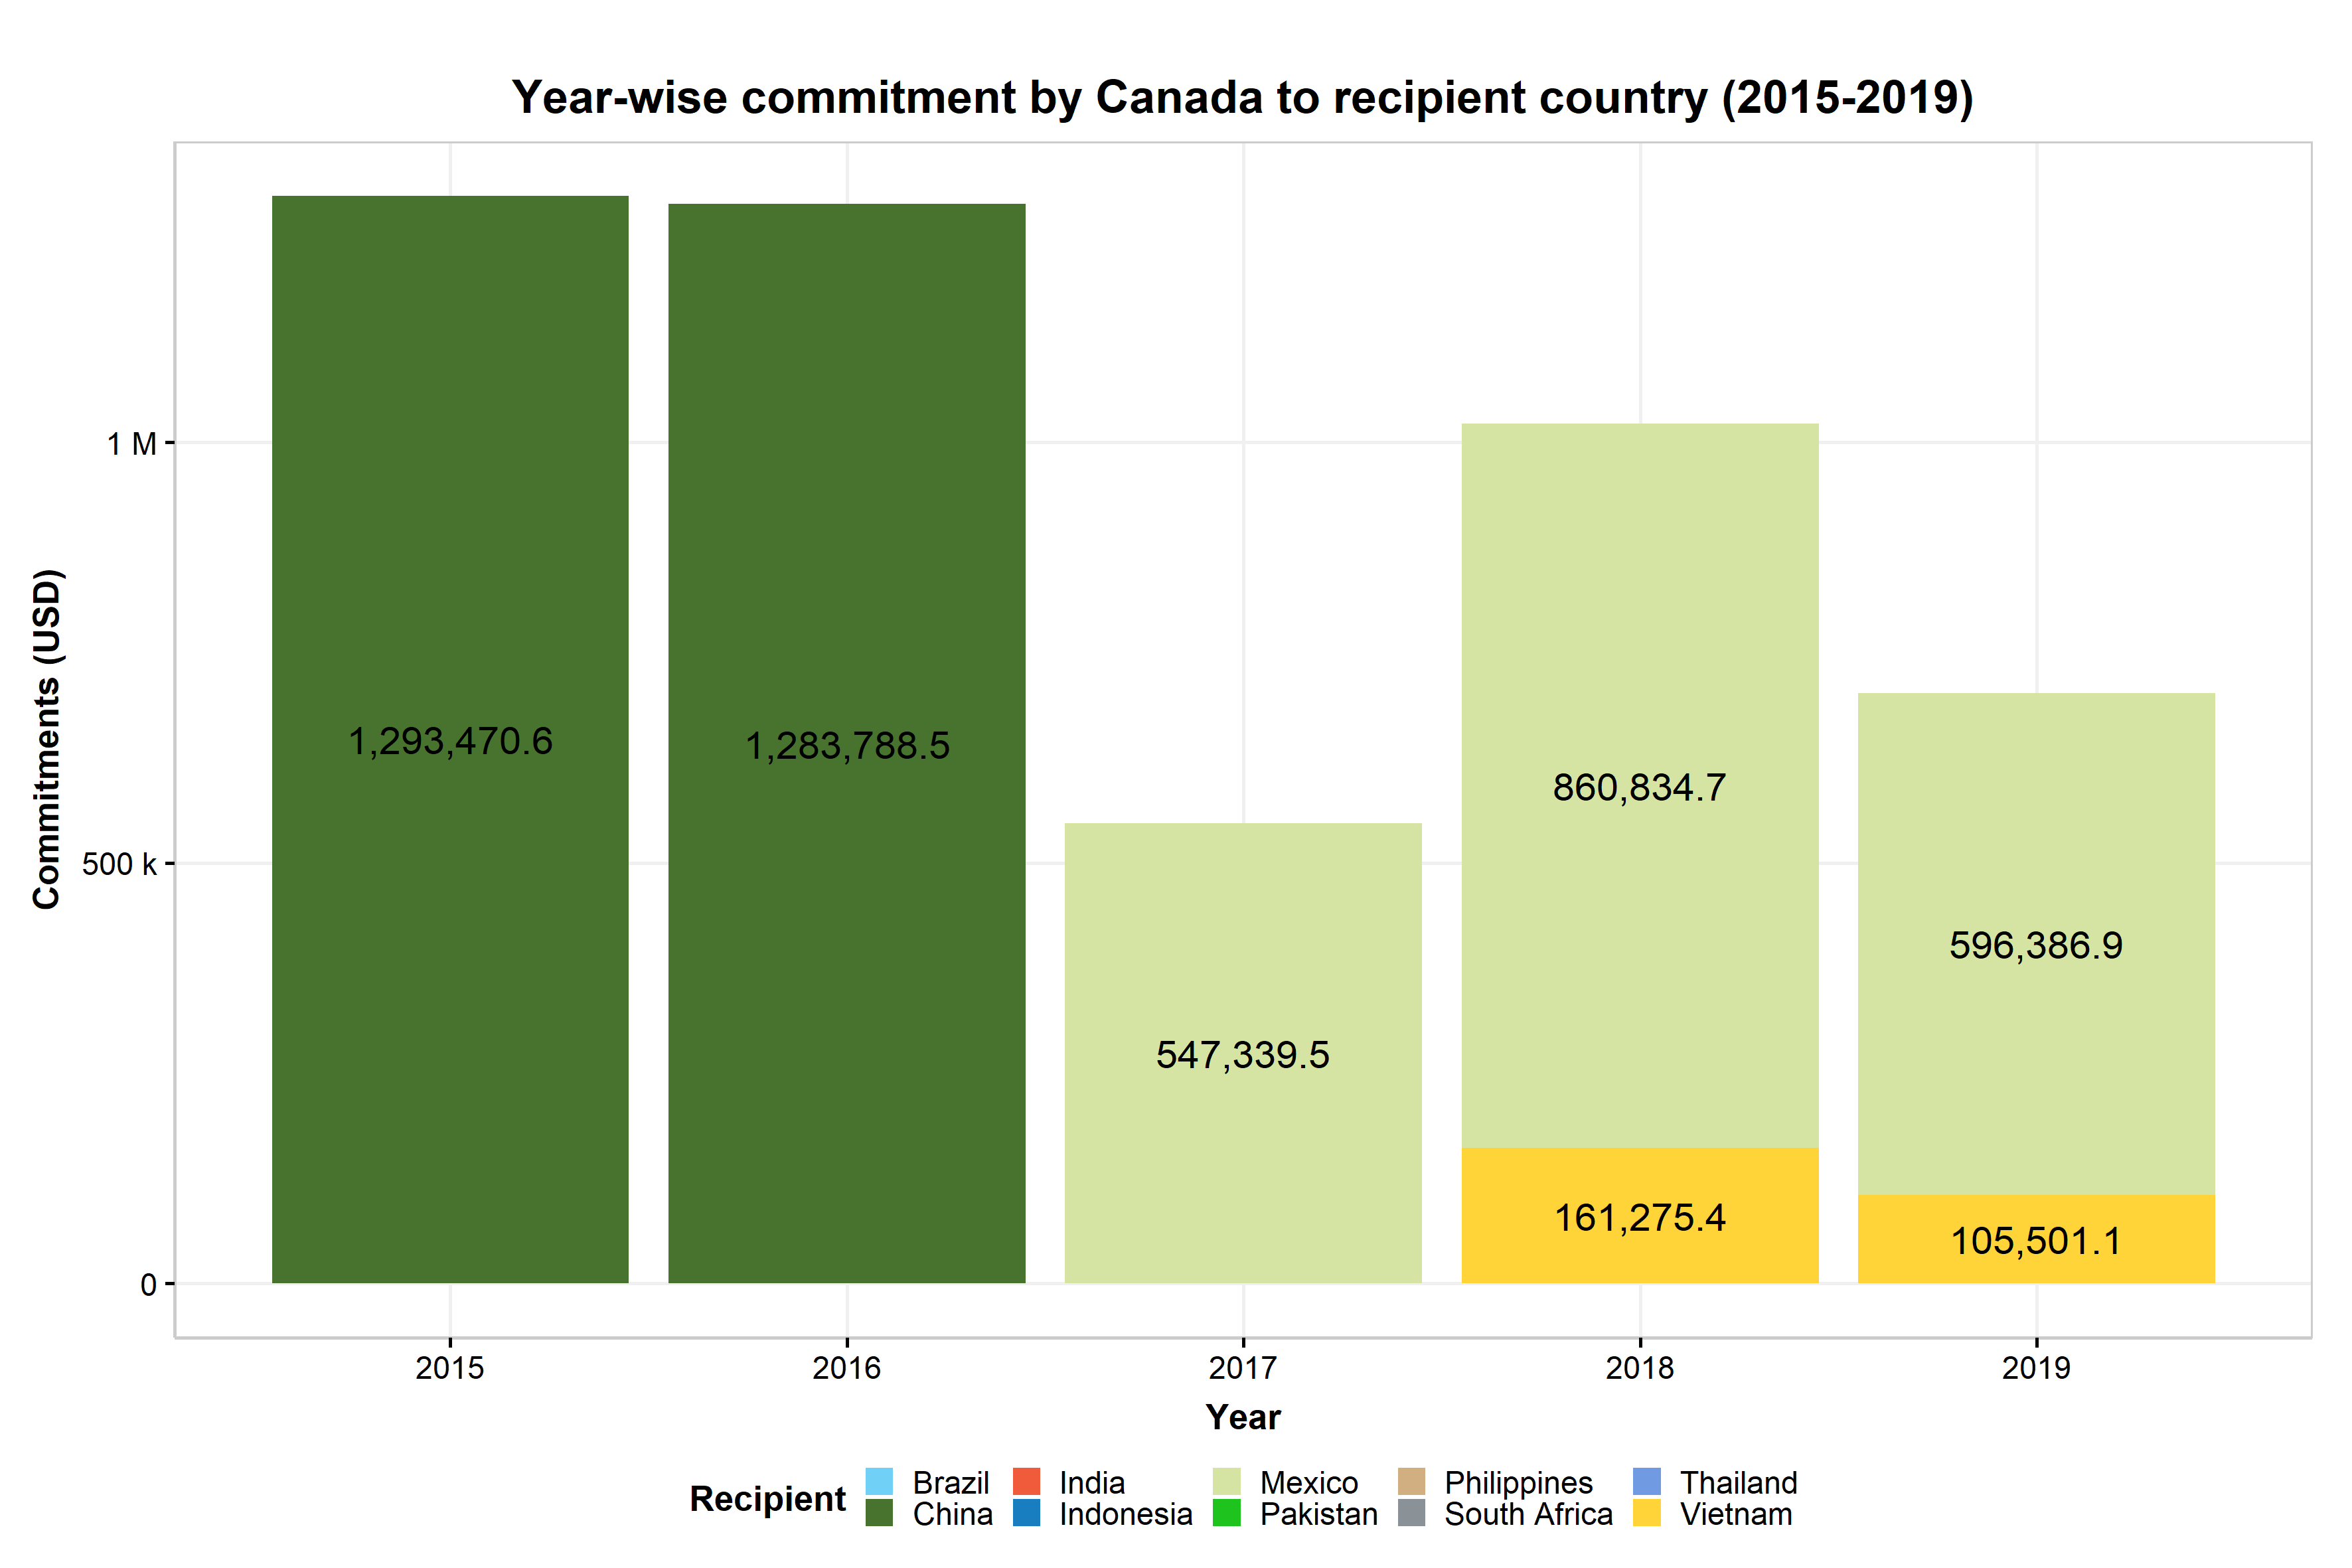 Year-wise commitment by Canada to recipient country (2015-2019)
Commitments (USD)
1 M
500 k
0
1,293,470.6
1,283,788.5
547,339.5
860,834.7
161,275.4
596,386.9
105,501.1
2015 2016 2017 2018 2019
Year
Recipient
Brazil India Mexico Philippines Thailand
China Indonesia Pakistan South Africa Vietnam